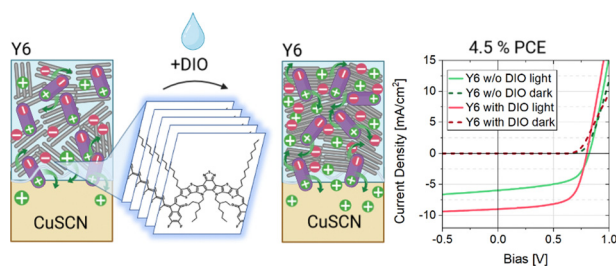 Y6
+DIO
CuSCN
Y6
CuSCN
4.5 % PCE
Current Density [mA/cm²]
15
10
5
0
-5
-10
Y6 w/o DIO light
Y6 w/o DIO dark
Y6 with DIO light
Y6 with DIO dark
-0.5
0.0
0.5
1.0
Bias [V]